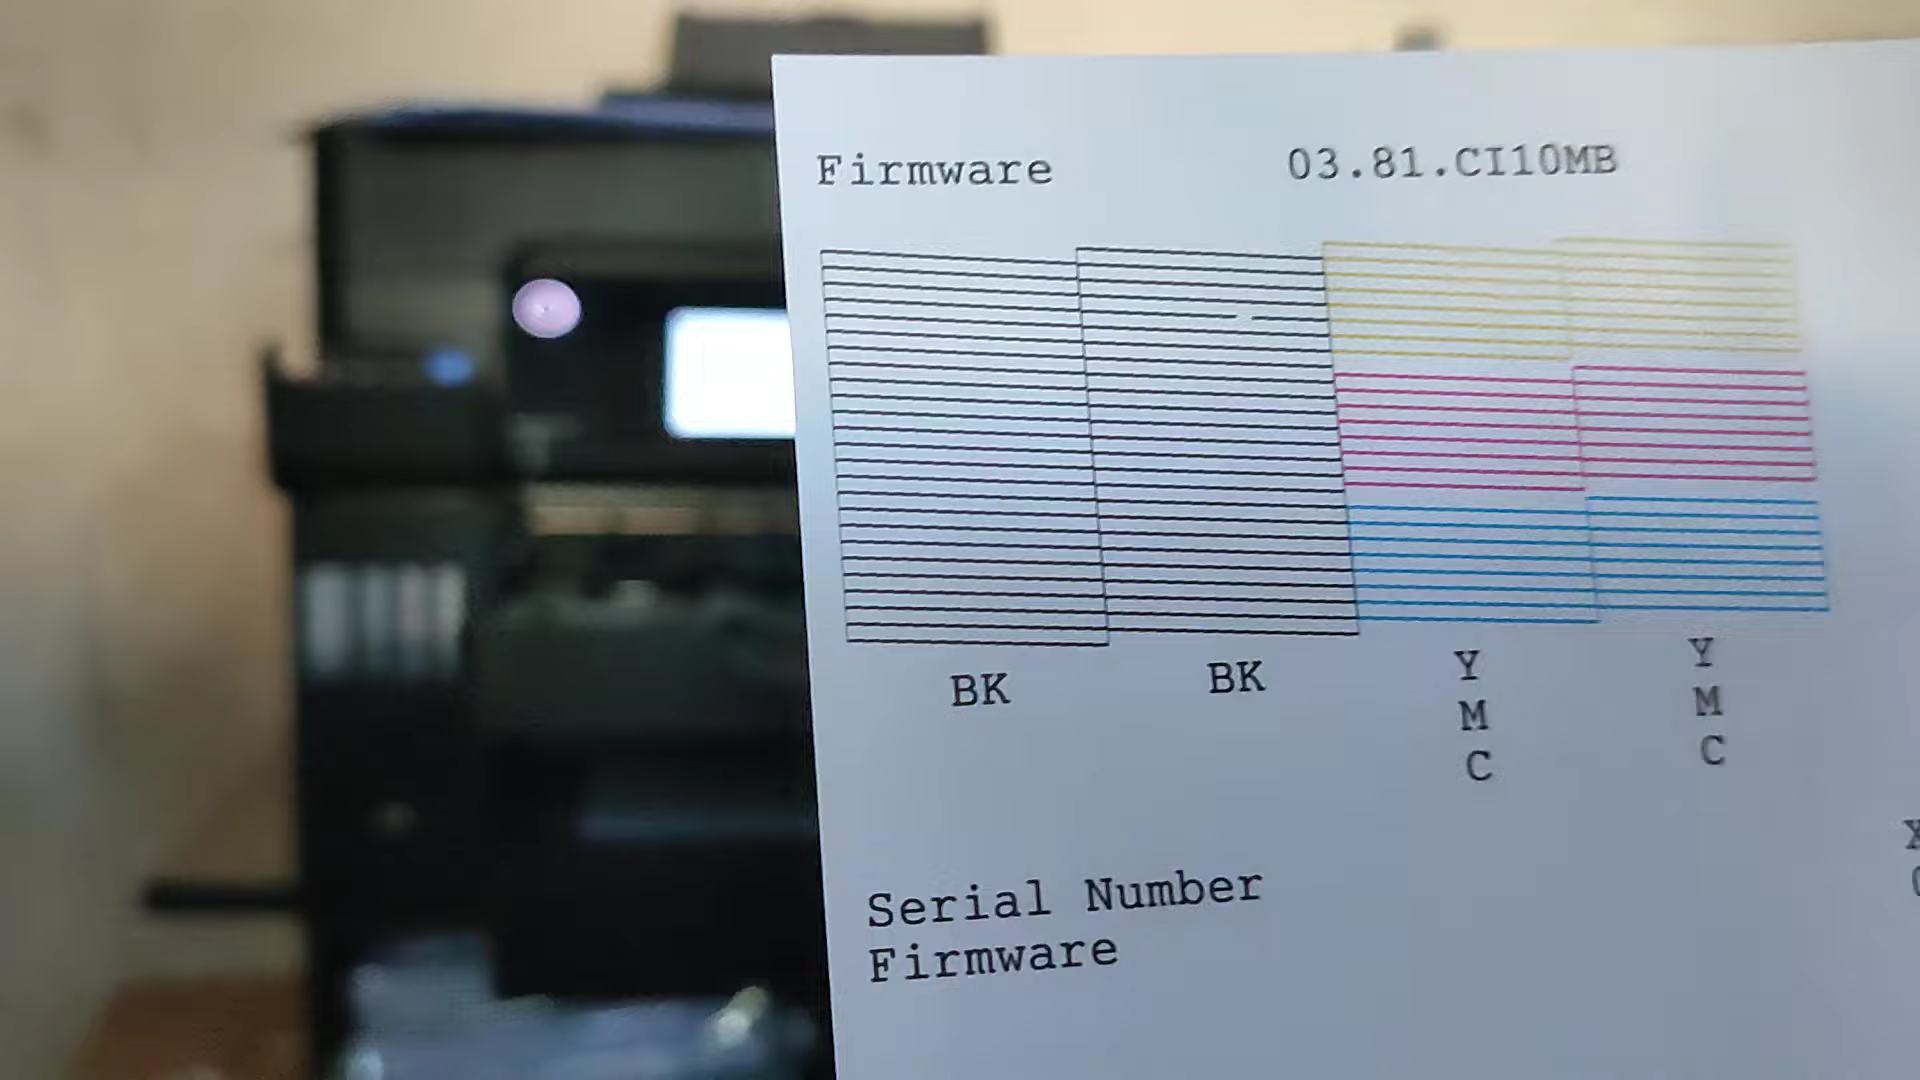 Firmware 03.81.CI10MB
BK BK Y Y
M M
C C
Serial Number
Firmware